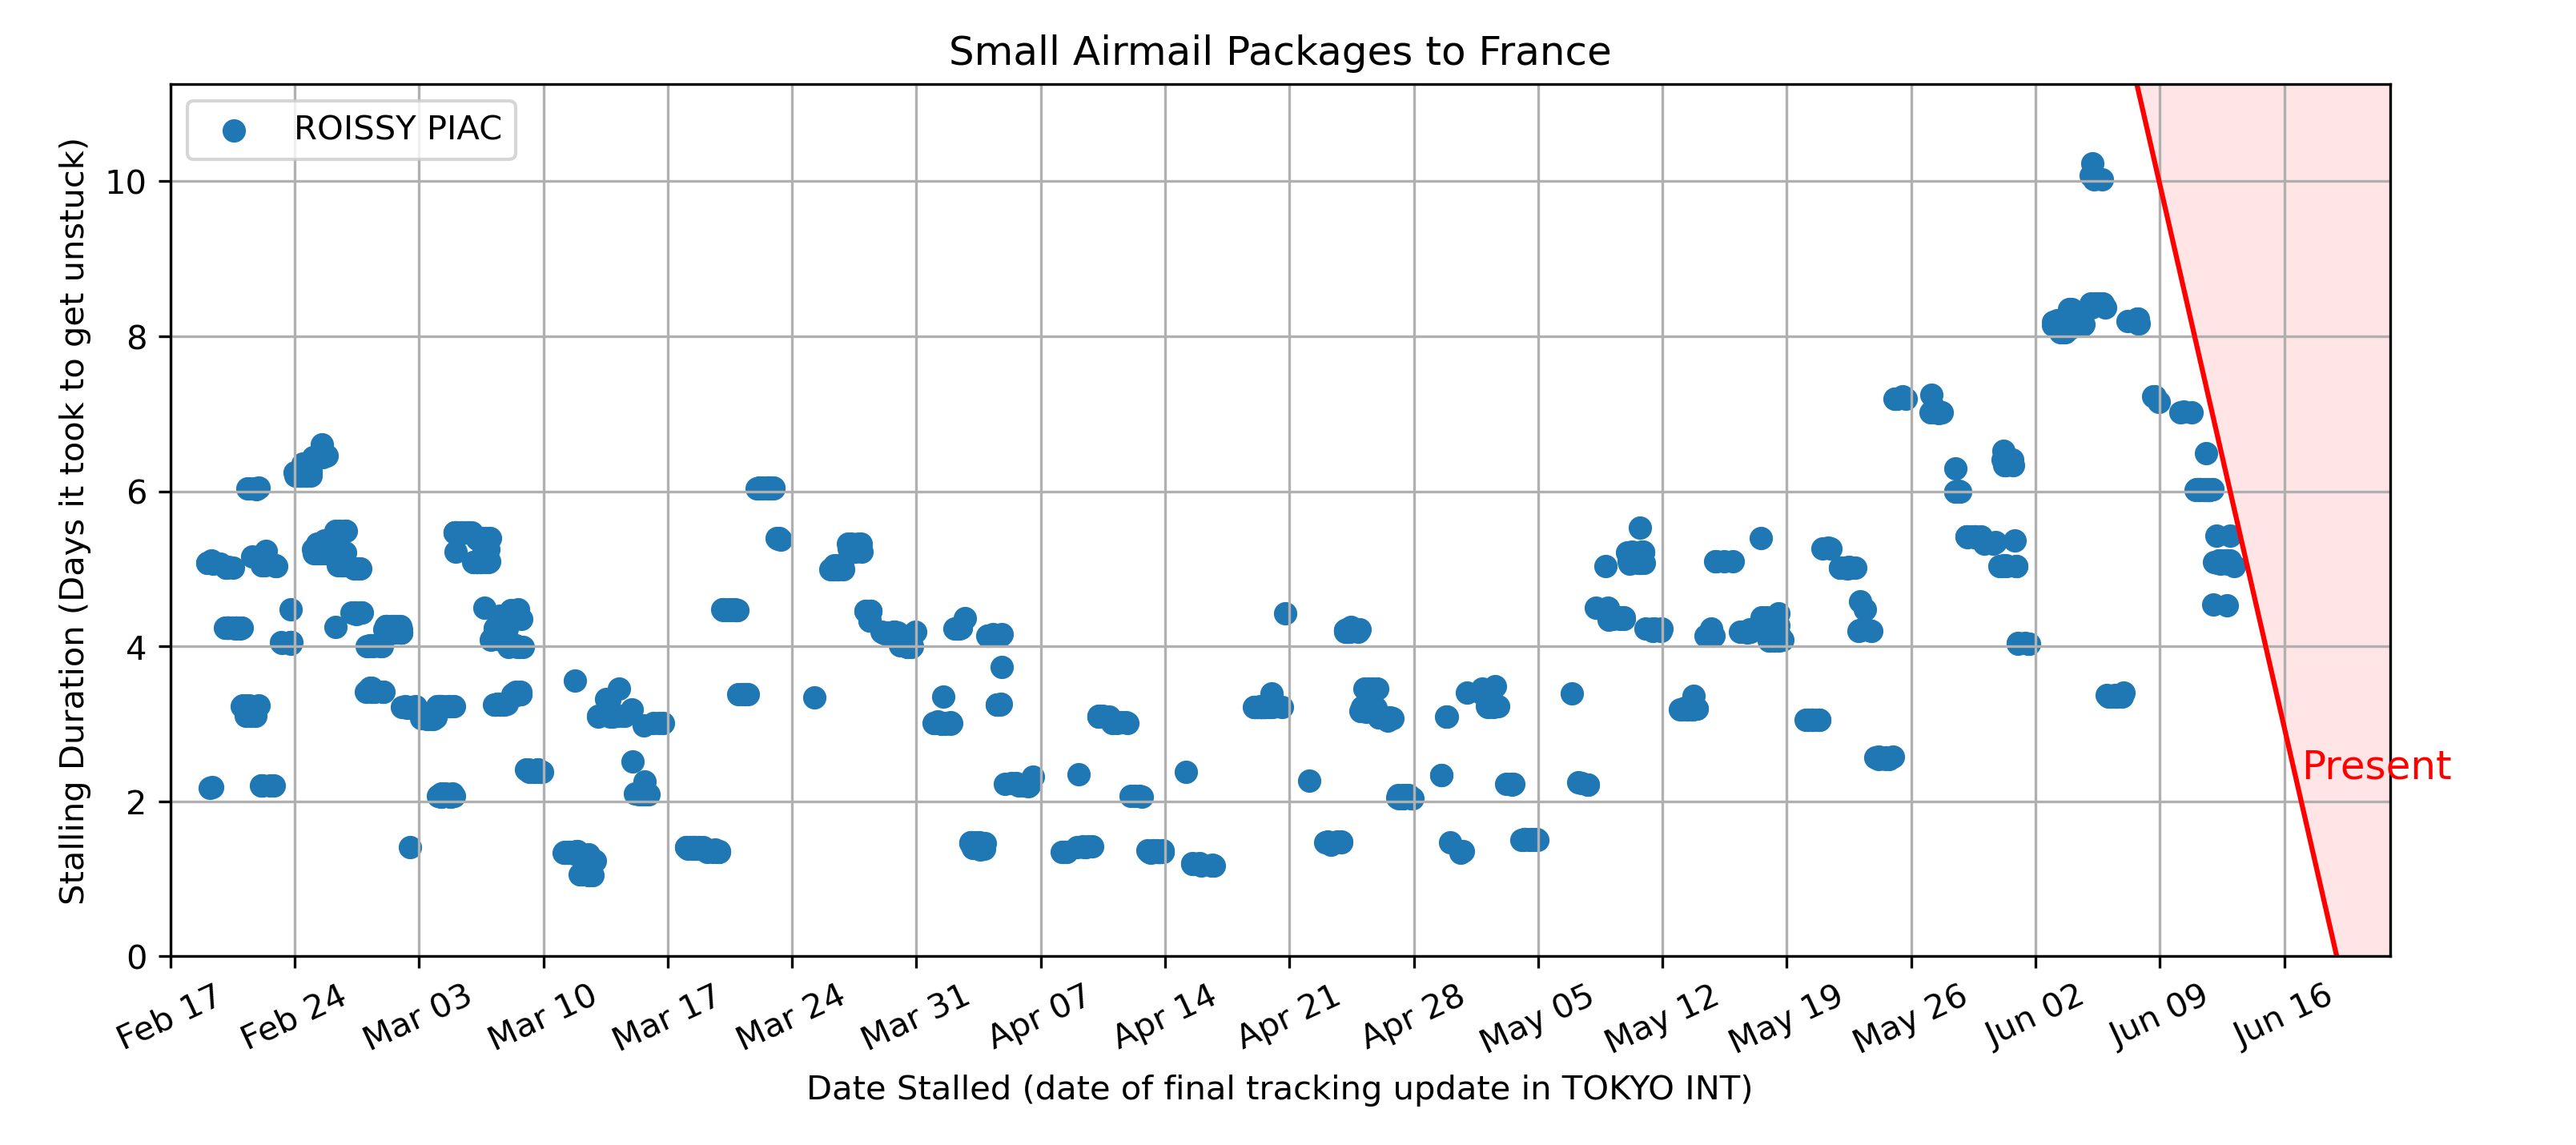 Small Airmail Packages to France
ROISSY PIAC
Stalling Duration (Days it took to get unstuck)
10
8
6
4
2
0
Present
Feb 17
Feb 24
Mar 03
Mar 10
Mar 17
Mar 24
Mar 31
Apr 07
Apr 14
Apr 21
Apr 28
May 05
May 12
May 19
May 26
Jun 02
Jun 09
Jun 16
Date Stalled (date of final tracking update in TOKYO INT)